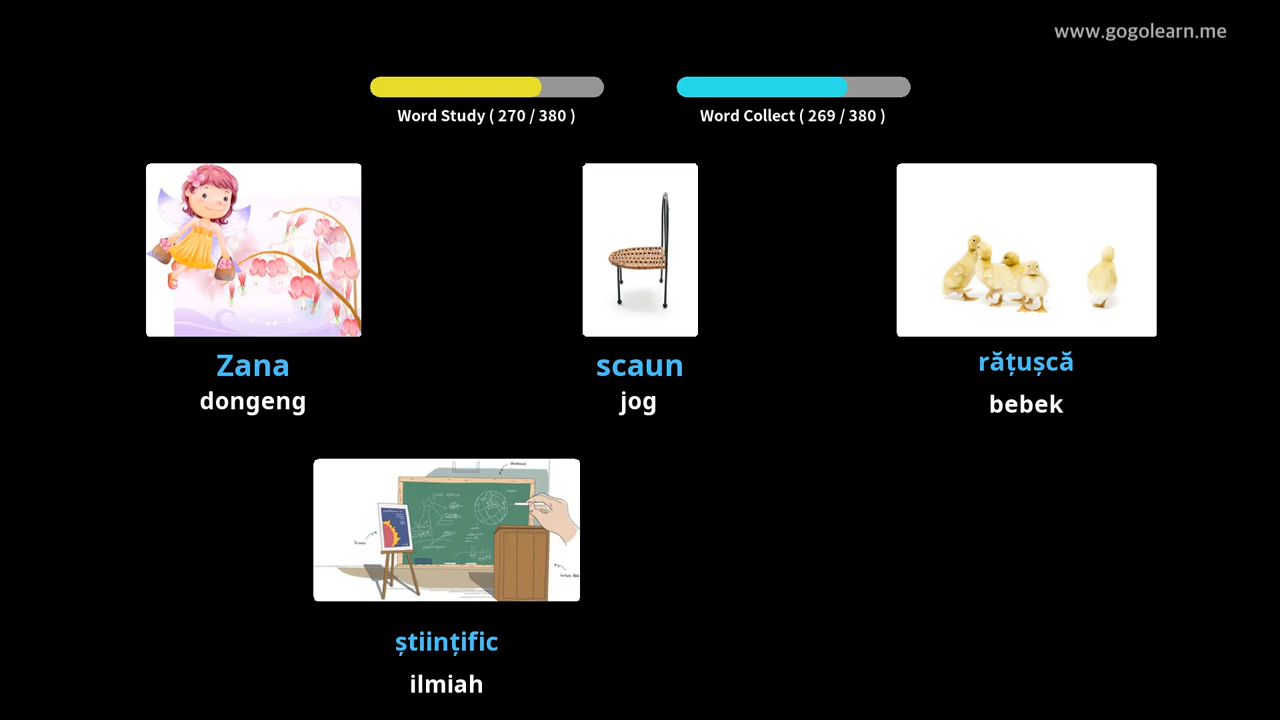 www.gogolearn.me
Word Study ( 270 / 380 )
Word Collect ( 269 / 380 )
Zana
dongeng
scaun
jog
rățușcă
bebek
științific
ilmiah